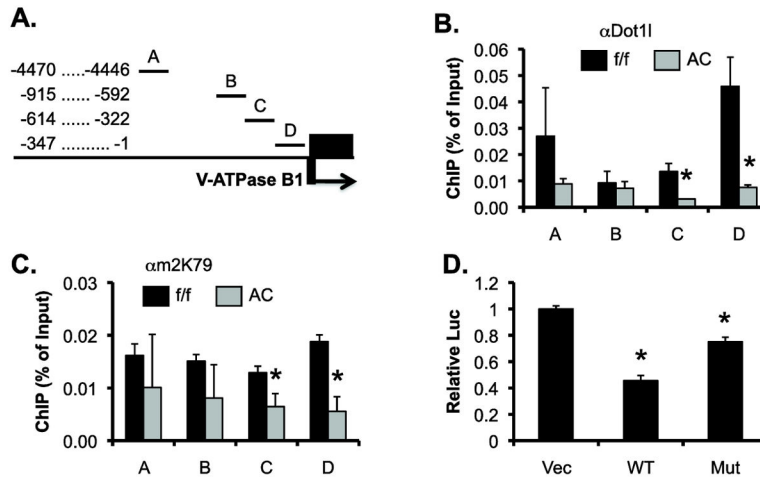 A.
-4470 .....-4446 A
-915 ...... -592 B
-614 ...... -322 C
-347 .......... -1 D
V-ATPase B1
B.
αDot1l
f/f AC
ChIP (% of Input)
0.06
0.05
0.04
0.03
0.02
0.01
0.00
* *
A B C D
C.
αm2K79
f/f AC
ChIP (% of Input)
0.03
0.02
0.01
0.00
* *
A B C D
D.
Relative Luc
1.2
1
0.8
0.6
0.4
0.2
0
* *
Vec WT Mut